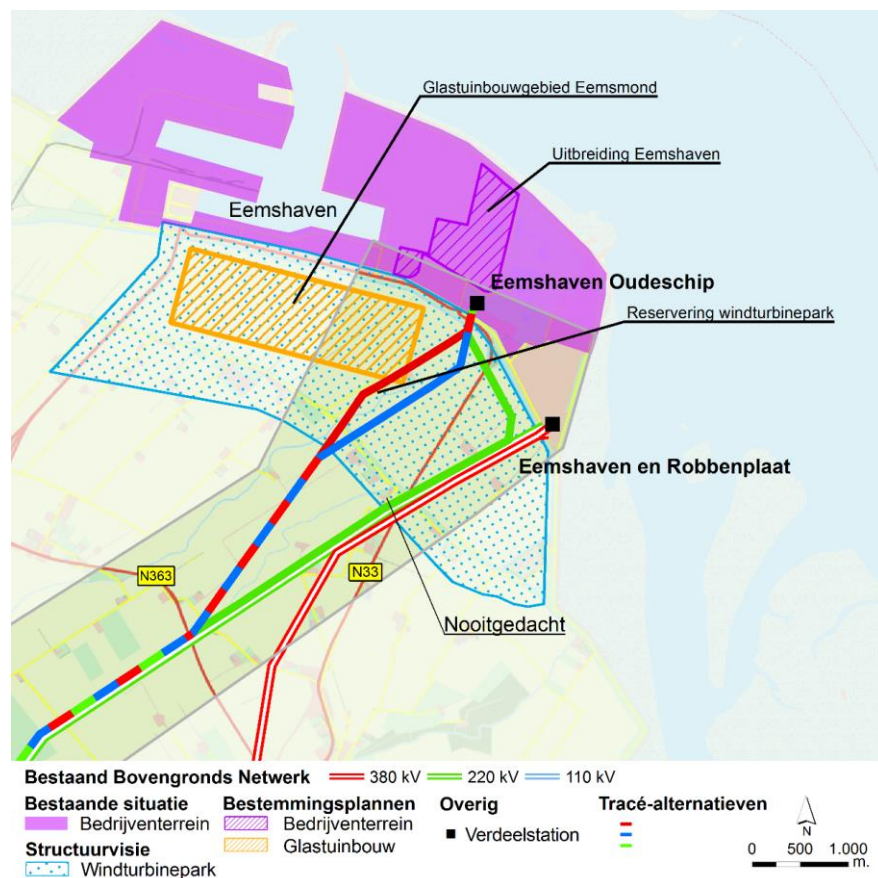 Glastuinbouwgebied Eemsmond
Uitbreiding Eemshaven
Eemshaven
Eemshaven Oudeschip
Reservering windturbinepark
Eemshaven en Robbenplaat
N363
N33
Nooitgedacht
Bestaand Bovengronds Netwerk 380 kV 220 kV 110 kV
Bestaande situatie Bestemmingsplannen Overig Tracé-alternatieven
Bedrijventerrein Bedrijventerrein Verdeelstation
Structuurvisie Glastuinbouw
Windturbinepark
N
0 500 1.000
m.